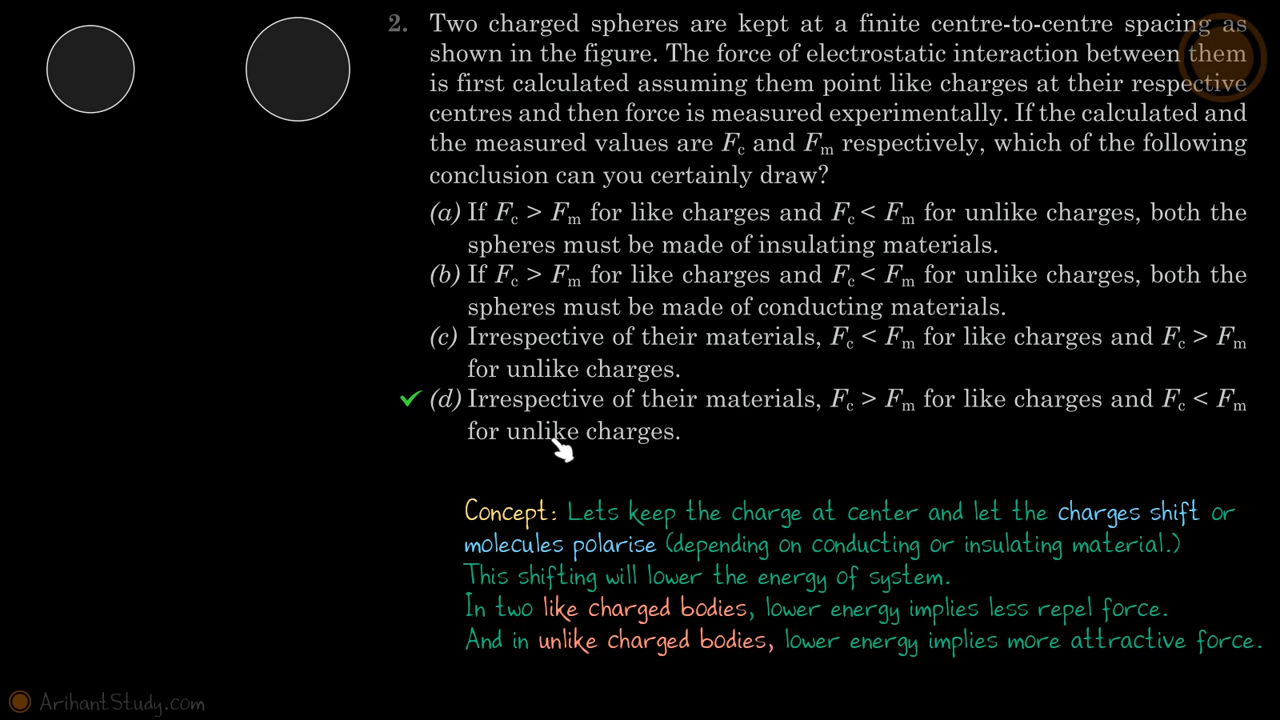 2. Two charged spheres are kept at a finite centre-to-centre spacing as
shown in the figure. The force of electrostatic interaction between them
is first calculated assuming them point like charges at their respective
centres and then force is measured experimentally. If the calculated and
the measured values are Fc and Fm respectively, which of the following
conclusion can you certainly draw?
(a) If Fc > Fm for like charges and Fc < Fm for unlike charges, both the
spheres must be made of insulating materials.
(b) If Fc > Fm for like charges and Fc < Fm for unlike charges, both the
spheres must be made of conducting materials.
(c) Irrespective of their materials, Fc < Fm for like charges and Fc > Fm
for unlike charges.
(d) Irrespective of their materials, Fc > Fm for like charges and Fc < Fm
for unlike charges.
Concept: Lets keep the charge at center and let the charges shift or
molecules polarise (depending on conducting or insulating material.)
This shifting will lower the energy of system.
In two like charged bodies, lower energy implies less repel force.
And in unlike charged bodies, lower energy implies more attractive force.
ArihantStudy.com